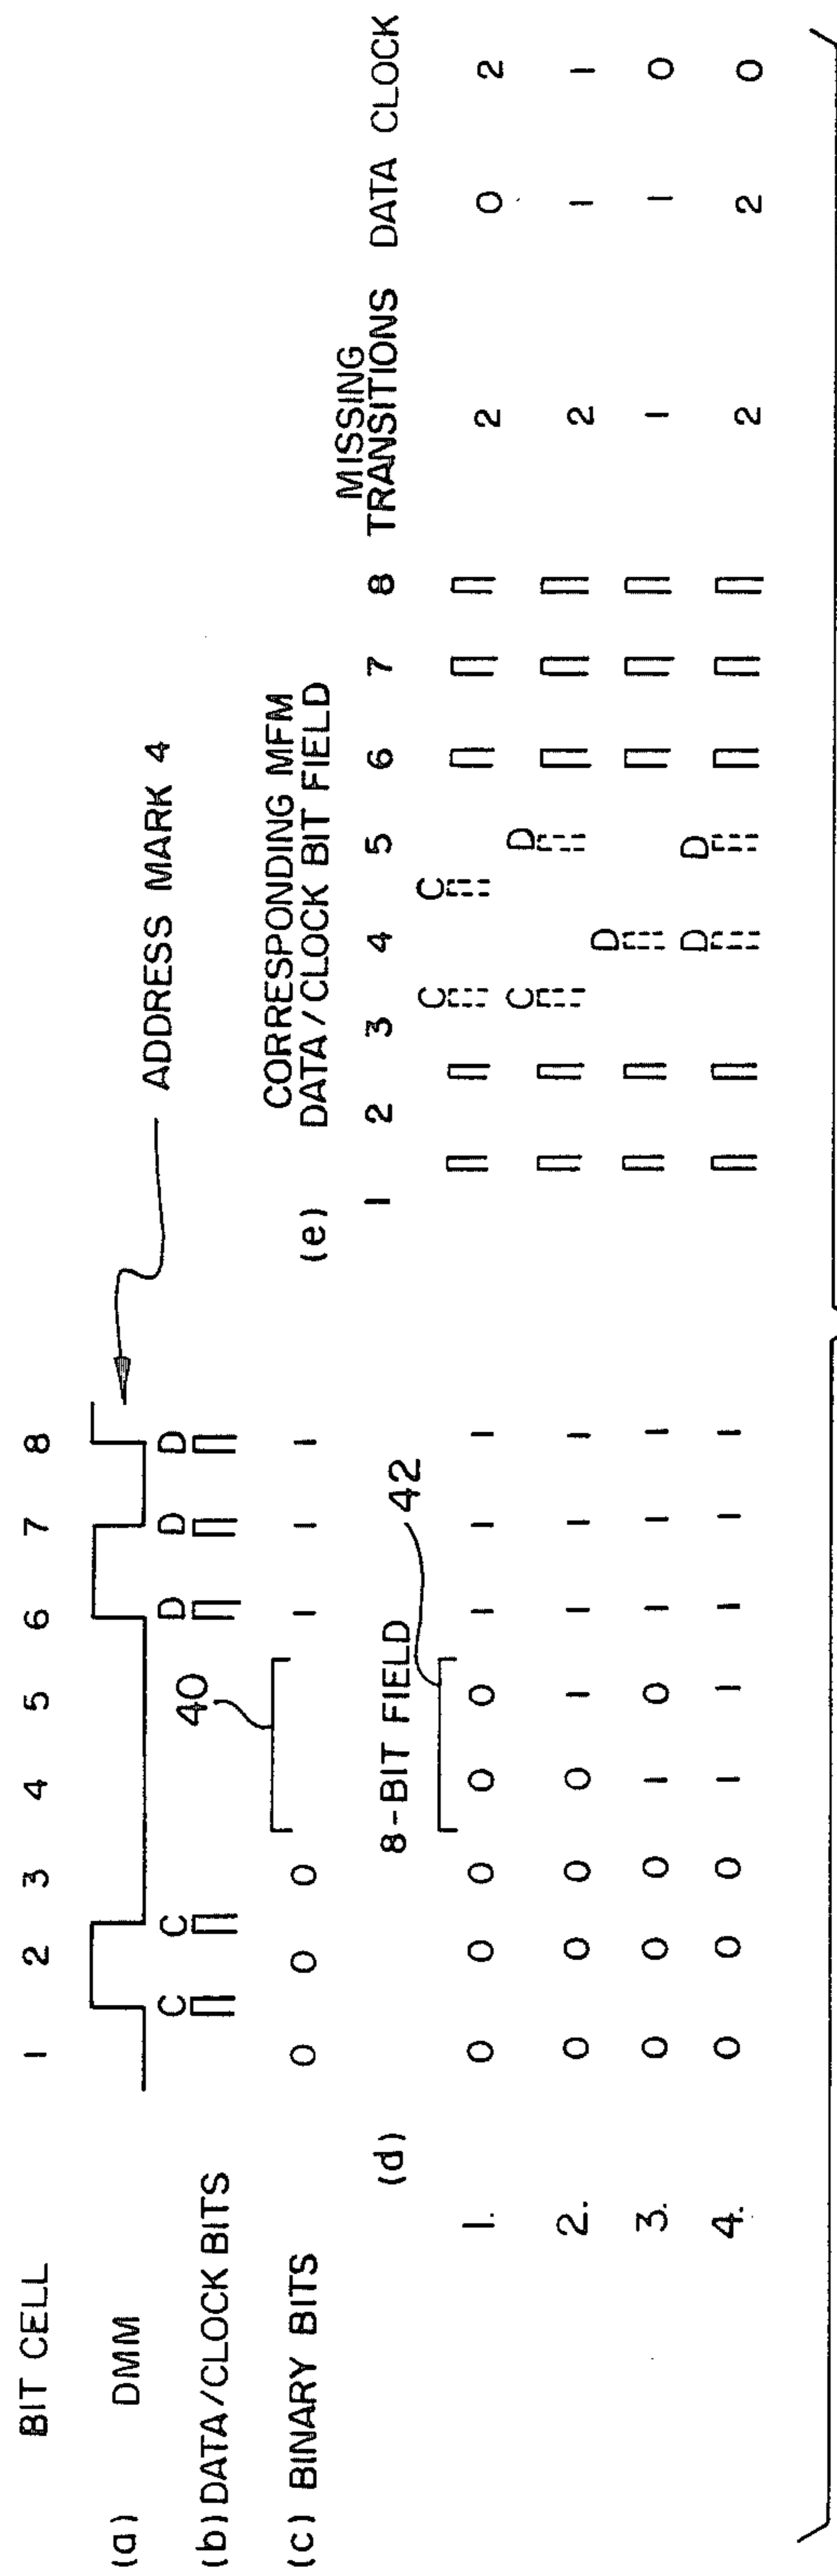 BIT CELL 1 2 3 4 5 6 7 8
(a) DMM
ADDRESS MARK 4
(b) DATA/CLOCK BITS C C D D D
40
(c) BINARY BITS 0 0 0 1 1 1
(d) 8-BIT FIELD
42
1. 0 0 0 0 0 1 1 1
2. 0 0 0 0 1 1 1 1
3. 0 0 0 1 0 1 1 1
4. 0 0 0 1 1 1 1 1
(e) CORRESPONDING MFM
DATA/CLOCK BIT FIELD
1 2 3 4 5 6 7 8
MISSING
TRANSITIONS DATA CLOCK
C C 2 0 2
C D 2 1 1
D 1 1 0
D D 2 2 0